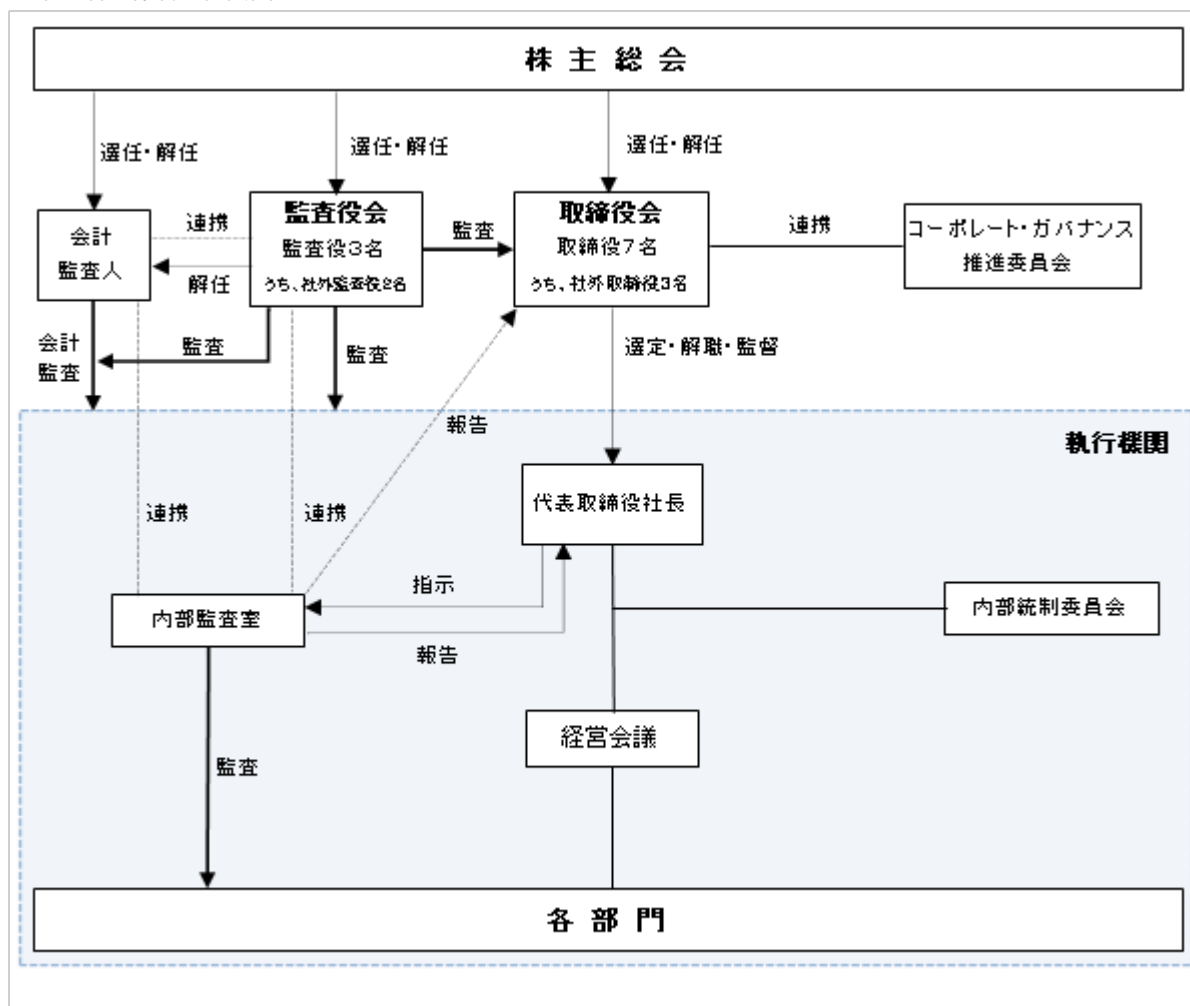 株主総会
選任・解任
選任・解任
選任・解任
会計
監査人
連携
解任
監査役会
監査役3名
うち、社外監査役2名
監査
取締役会
取締役7名
うち、社外取締役3名
連携
コーポレート・ガバナンス
推進委員会
会計
監査
監査
監査
選定・解職・監督
報告
執行機関
連携
連携
代表取締役社長
指示
内部監査室
報告
内部統制委員会
経営会議
監査
各部門